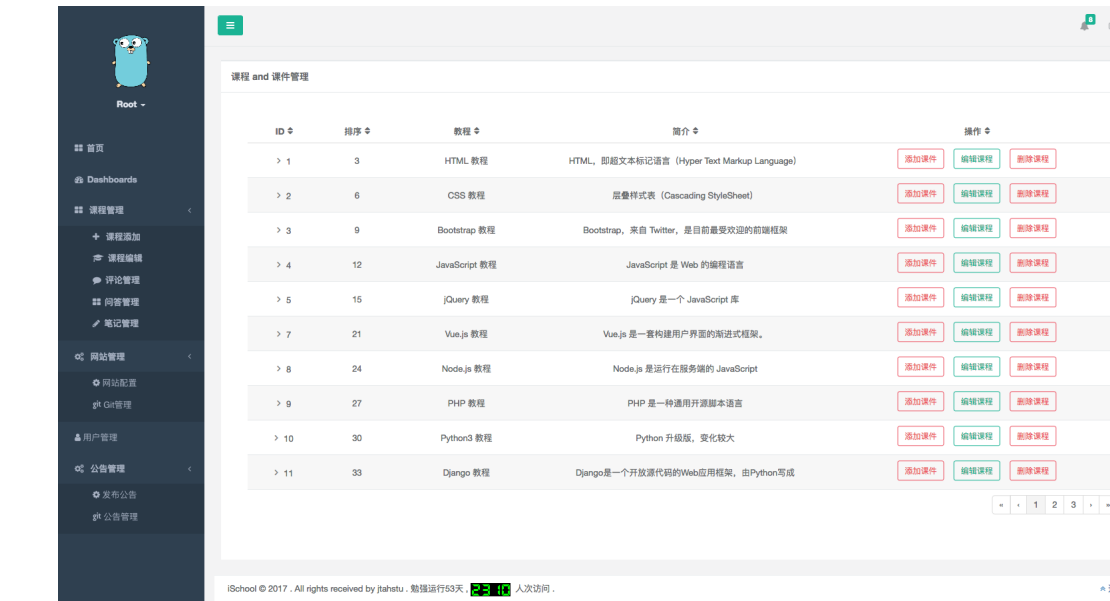 6
Root
首页
Dashboards
课程管理
课程添加
课程编辑
评论管理
问答管理
笔记管理
网站管理
网站配置
git Git管理
用户管理
公告管理
发布公告
git 公告管理
课程 and 课件管理
ID 排序 教程 简介 操作
1 3 HTML 教程 HTML，即超文本标记语言（Hyper Text Markup Language） 添加课件 编辑课程 删除课程
2 6 CSS 教程 层叠样式表（Cascading StyleSheet） 添加课件 编辑课程 删除课程
3 9 Bootstrap 教程 Bootstrap，来自 Twitter，是目前最受欢迎的前端框架 添加课件 编辑课程 删除课程
4 12 JavaScript 教程 JavaScript 是 Web 的编程语言 添加课件 编辑课程 删除课程
5 15 jQuery 教程 jQuery 是一个 JavaScript 库 添加课件 编辑课程 删除课程
7 21 Vue.js 教程 Vue.js 是一套构建用户界面的渐进式框架。 添加课件 编辑课程 删除课程
8 24 Node.js 教程 Node.js 是运行在服务端的 JavaScript 添加课件 编辑课程 删除课程
9 27 PHP 教程 PHP 是一种通用开源脚本语言 添加课件 编辑课程 删除课程
10 30 Python3 教程 Python 升级版，变化较大 添加课件 编辑课程 删除课程
11 33 Django 教程 Django是一个开放源代码的Web应用框架，由Python写成 添加课件 编辑课程 删除课程
« ‹ 1 2 3 › »
iSchool © 2017 . All rights received by jtahstu . 勉强运行53天 , 2310 人次访问 .